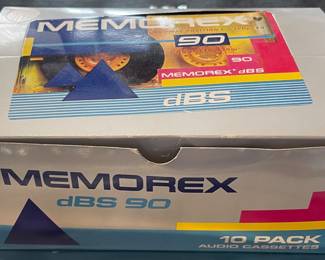 MEMOREX
90
90
MEMOREX dBS
dBS
MEMOREX
dBS 90
10 PACK
AUDIO CASSETTES